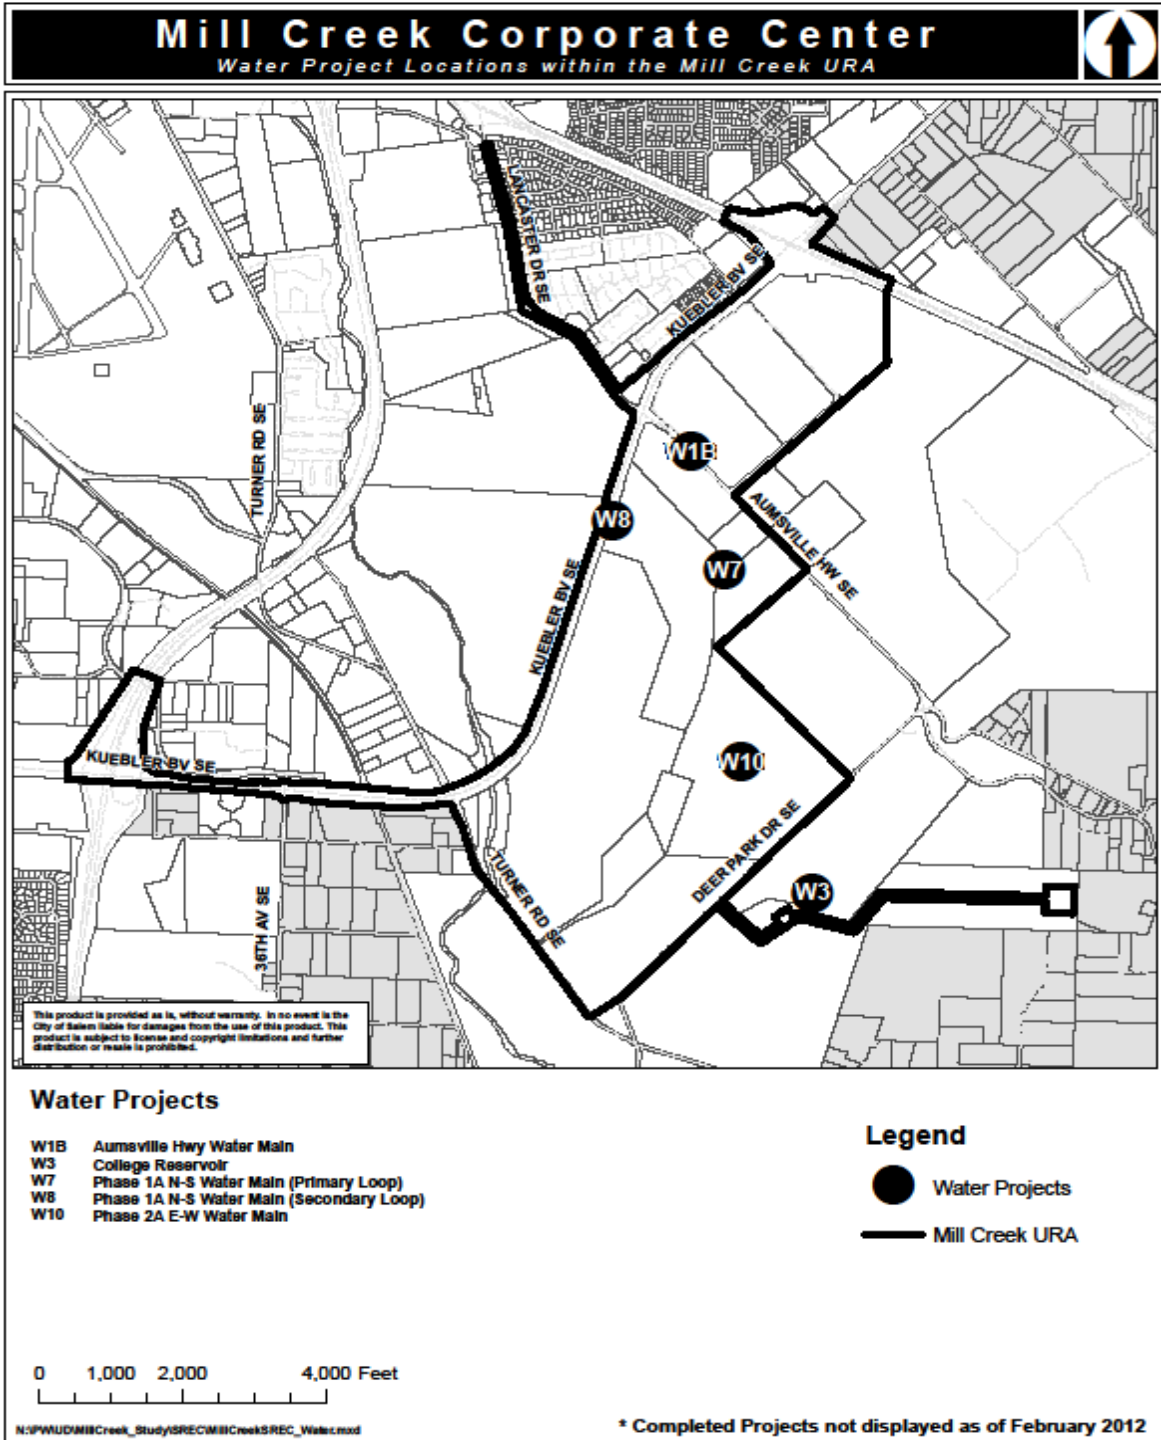 Mill Creek Corporate Center
Water Project Locations within the Mill Creek URA
LANCASTER DR SE
KUEBLER BV SE
TURNER RD SE
W1B
AUMSVILLE HW SE
W8
W7
KUEBLER BV SE
KUEBLER BV SE
W10
DEER PARK DR SE
TURNER RD SE
W3
36TH AV SE
This product is provided as is, without warranty. In no event is the
City of Salem liable for damages from the use of this product. This
product is subject to license and copyright limitations and further
distribution or resale is prohibited.
Water Projects
W1B Aumsville Hwy Water Main
W3 College Reservoir
W7 Phase 1A N-S Water Main (Primary Loop)
W8 Phase 1A N-S Water Main (Secondary Loop)
W10 Phase 2A E-W Water Main
Legend
Water Projects
Mill Creek URA
0 1,000 2,000 4,000 Feet
N:\PW\UD\MillCreek_Study\SREC\MillCreekSREC_Water.mxd
* Completed Projects not displayed as of February 2012